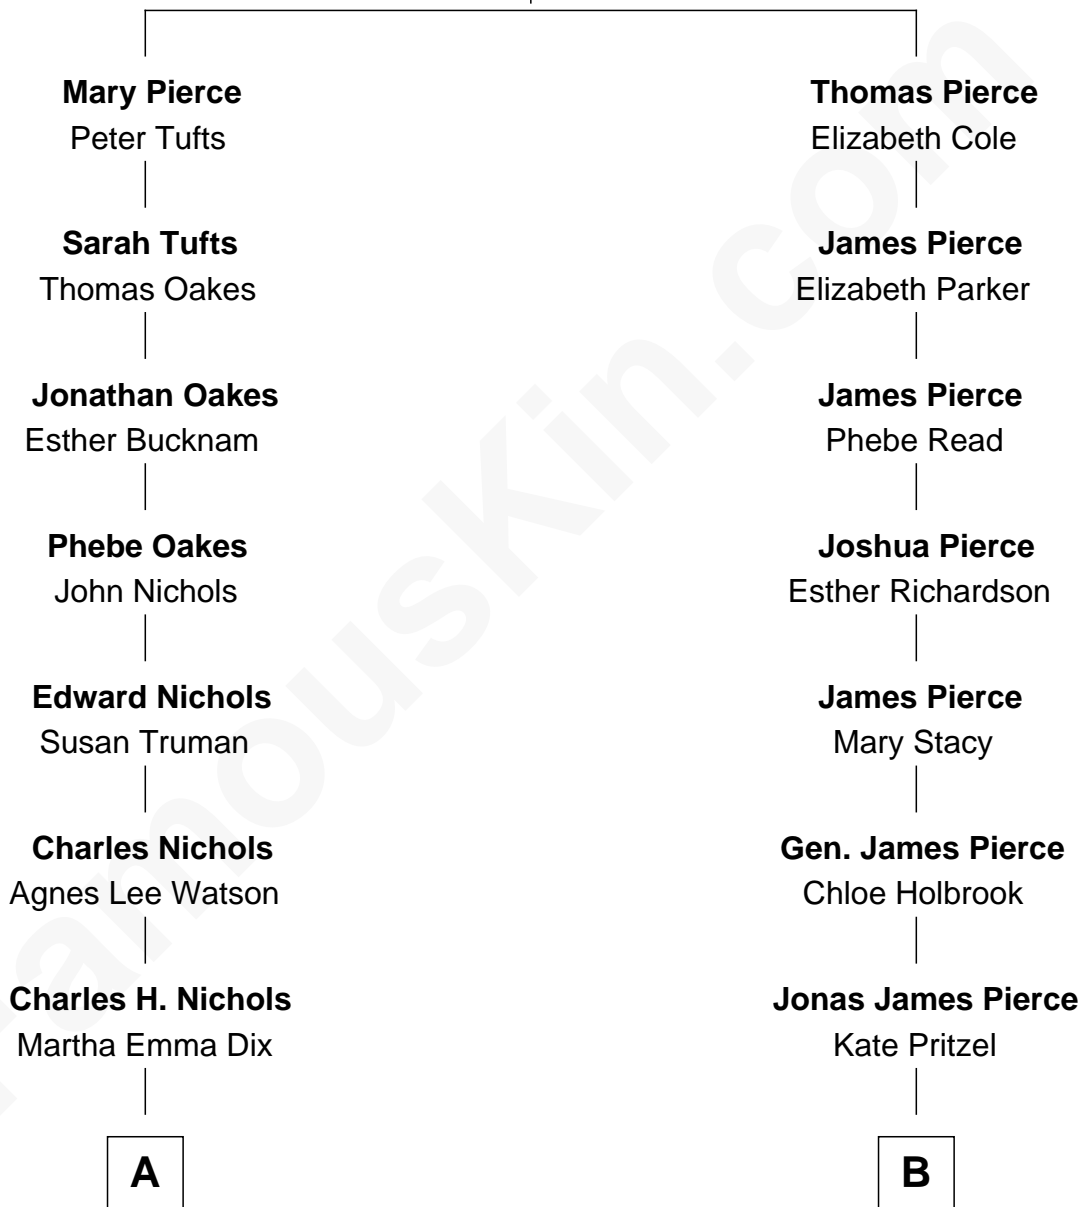 Mary Pierce
Peter Tufts
Thomas Pierce
Elizabeth Cole
Sarah Tufts
Thomas Oakes
James Pierce
Elizabeth Parker
Jonathan Oakes
Esther Bucknam
James Pierce
Phebe Read
Phebe Oakes
John Nichols
Joshua Pierce
Esther Richardson
Edward Nichols
Susan Truman
James Pierce
Mary Stacy
Charles Nichols
Agnes Lee Watson
Gen. James Pierce
Chloe Holbrook
Charles H. Nichols
Martha Emma Dix
Jonas James Pierce
Kate Pritzel
A
B
FamousKin.com